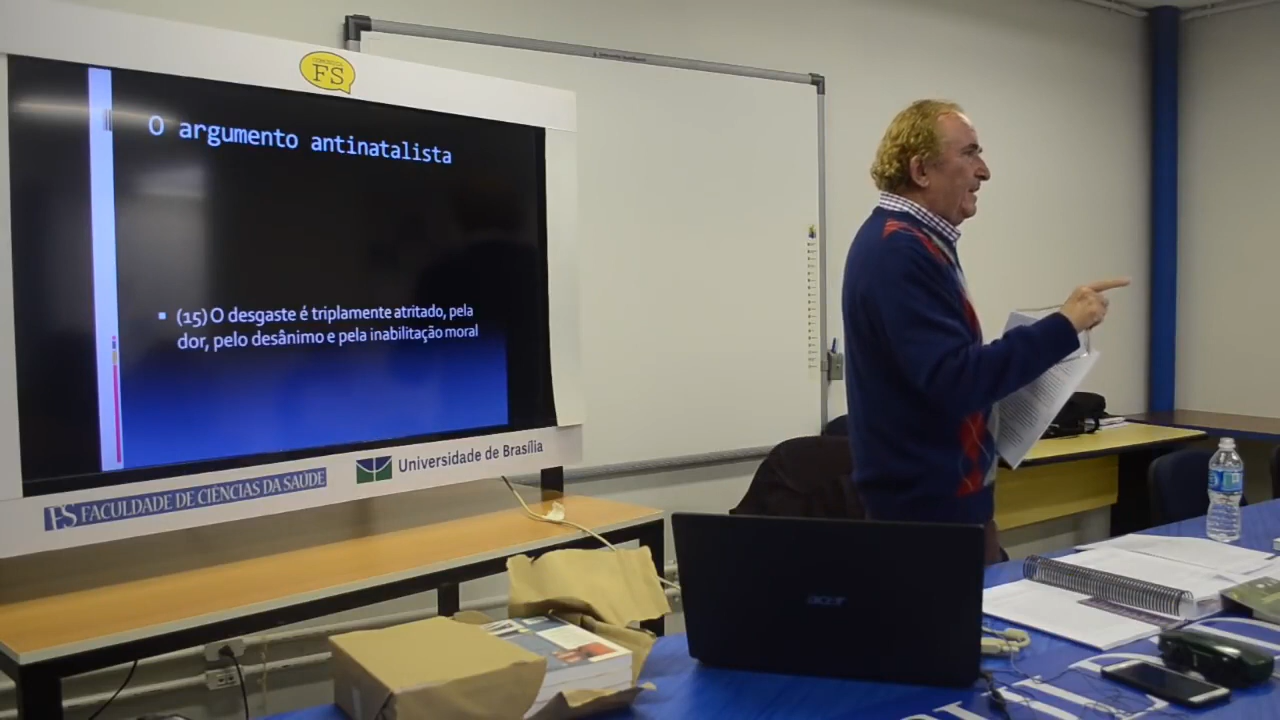 FS
O argumento antinatalista
(15) O desgaste é triplamente atritado, pela
dor, pelo desânimo e pela inabilitação moral
FS FACULDADE DE CIÊNCIAS DA SAÚDE
Universidade de Brasília
acer